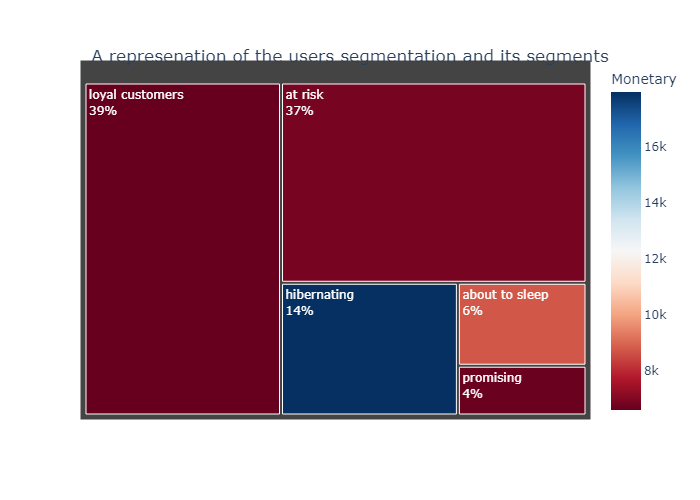 A represenation of the users segmentation and its segments
Monetary
loyal customers
39%
at risk
37%
hibernating
14%
about to sleep
6%
promising
4%
16k
14k
12k
10k
8k